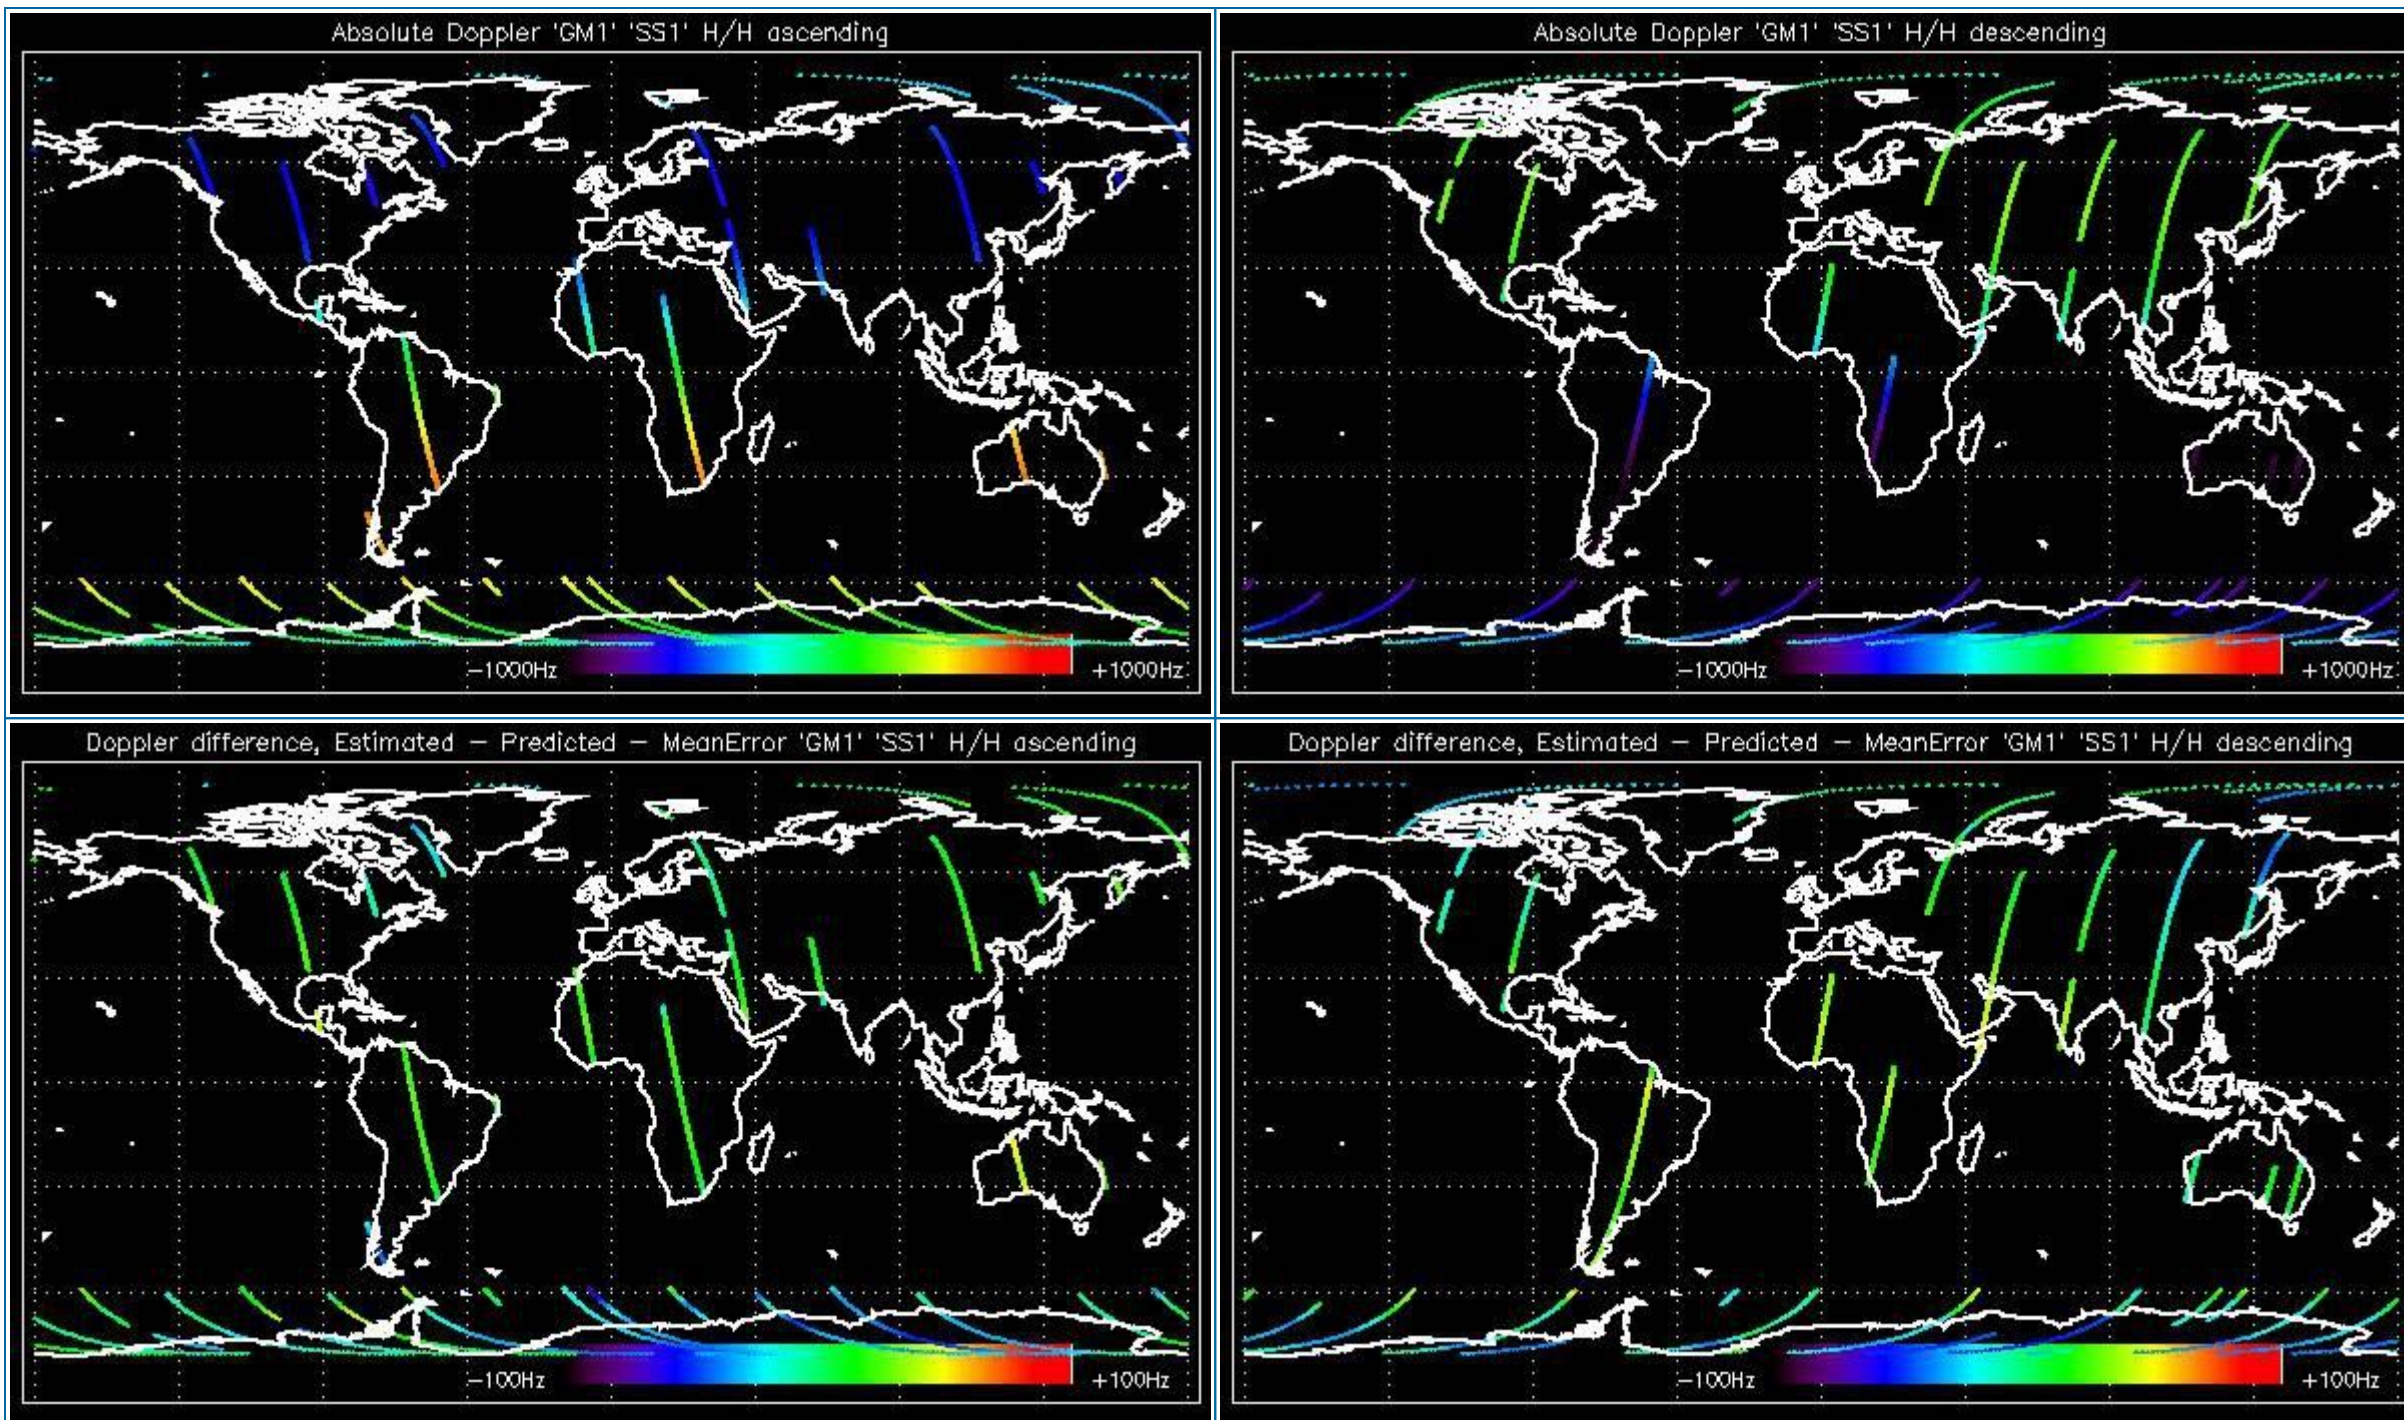 Absolute Doppler 'GM1' 'SS1' H/H ascending
-1000Hz
+1000Hz
Absolute Doppler 'GM1' 'SS1' H/H descending
-1000Hz
+1000Hz
Doppler difference, Estimated - Predicted - MeanError 'GM1' 'SS1' H/H ascending
-100Hz
+100Hz
Doppler difference, Estimated - Predicted - MeanError 'GM1' 'SS1' H/H descending
-100Hz
+100Hz